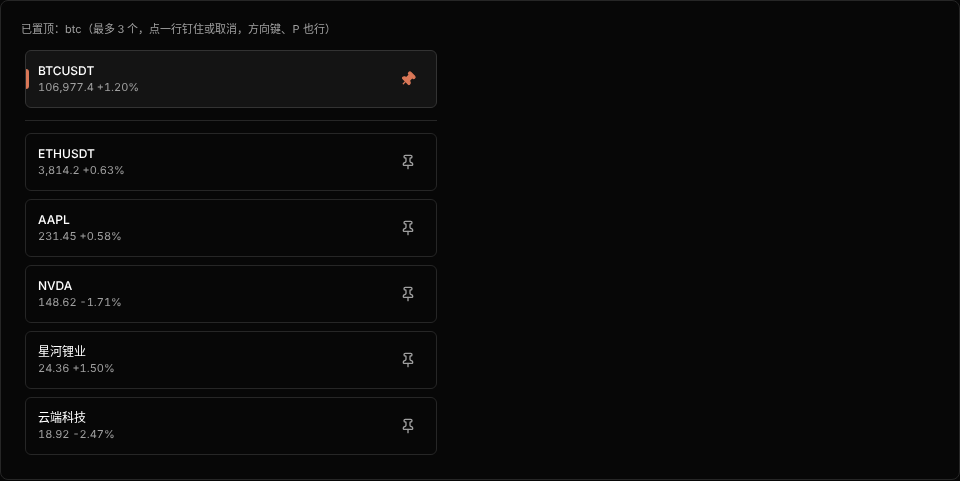 已置顶：btc（最多 3 个，点一行钉住或取消，方向键、P 也行）
BTCUSDT
106,977.4 +1.20%
ETHUSDT
3,814.2 +0.63%
AAPL
231.45 +0.58%
NVDA
148.62 -1.71%
星河锂业
24.36 +1.50%
云端科技
18.92 -2.47%